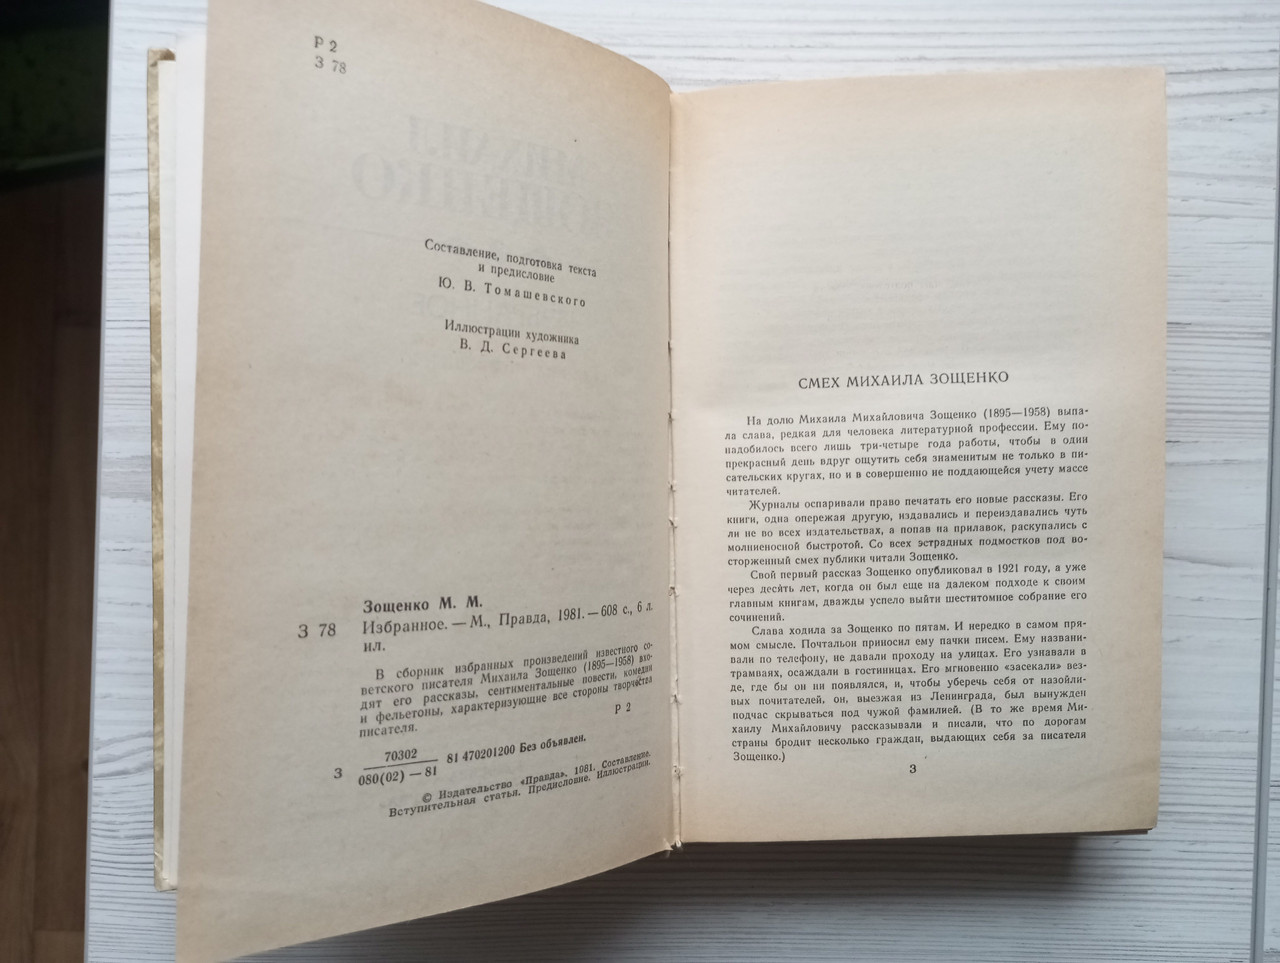 Р 2
З 78
Составление, подготовка текста
и предисловие
Ю. В. Томашевского
Иллюстрации художника
В. Д. Сергеева
Зощенко М. М.
З 78 Избранное. — М., Правда, 1981. — 608 с., 6 л.
ил.
В сборник избранных произведений известного со-
ветского писателя Михаила Зощенко (1895—1958) вхо-
дят его рассказы, сентиментальные повести, комедии
и фельетоны, характеризующие все стороны творчества
писателя.
Р 2
З 70302
080(02) — 81 81 470201200 Без объявлен.
© Издательство «Правда». 1981. Составление.
Вступительная статья. Предисловие. Иллюстрации.
СМЕХ МИХАИЛА ЗОЩЕНКО
На долю Михаила Михайловича Зощенко (1895—1958) выпа-
ла слава, редкая для человека литературной профессии. Ему по-
надобилось всего лишь три-четыре года работы, чтобы в один
прекрасный день вдруг ощутить себя знаменитым не только в пи-
сательских кругах, но и в совершенно не поддающейся учету массе
читателей.
Журналы оспаривали право печатать его новые рассказы. Его
книги, одна опережая другую, издавались и переиздавались чуть
ли не во всех издательствах, а попав на прилавок, раскупались с
молниеносной быстротой. Со всех эстрадных подмостков под во-
сторженный смех публики читали Зощенко.
Свой первый рассказ Зощенко опубликовал в 1921 году, а уже
через десять лет, когда он был еще на далеком подходе к своим
главным книгам, дважды успело выйти шеститомное собрание его
сочинений.
Слава ходила за Зощенко по пятам. И нередко в самом пря-
мом смысле. Почтальон приносил ему пачки писем. Ему названи-
вали по телефону, не давали проходу на улицах. Его узнавали в
трамваях, осаждали в гостиницах. Его мгновенно «засекали» вез-
де, где бы он ни появлялся, и, чтобы уберечь себя от назойли-
вых почитателей, он, выезжая из Ленинграда, был вынужден
подчас скрываться под чужой фамилией. (В то же время Ми-
хаилу Михайловичу рассказывали и писали, что по дорогам
страны бродит несколько граждан, выдающих себя за писателя
Зощенко.)
3